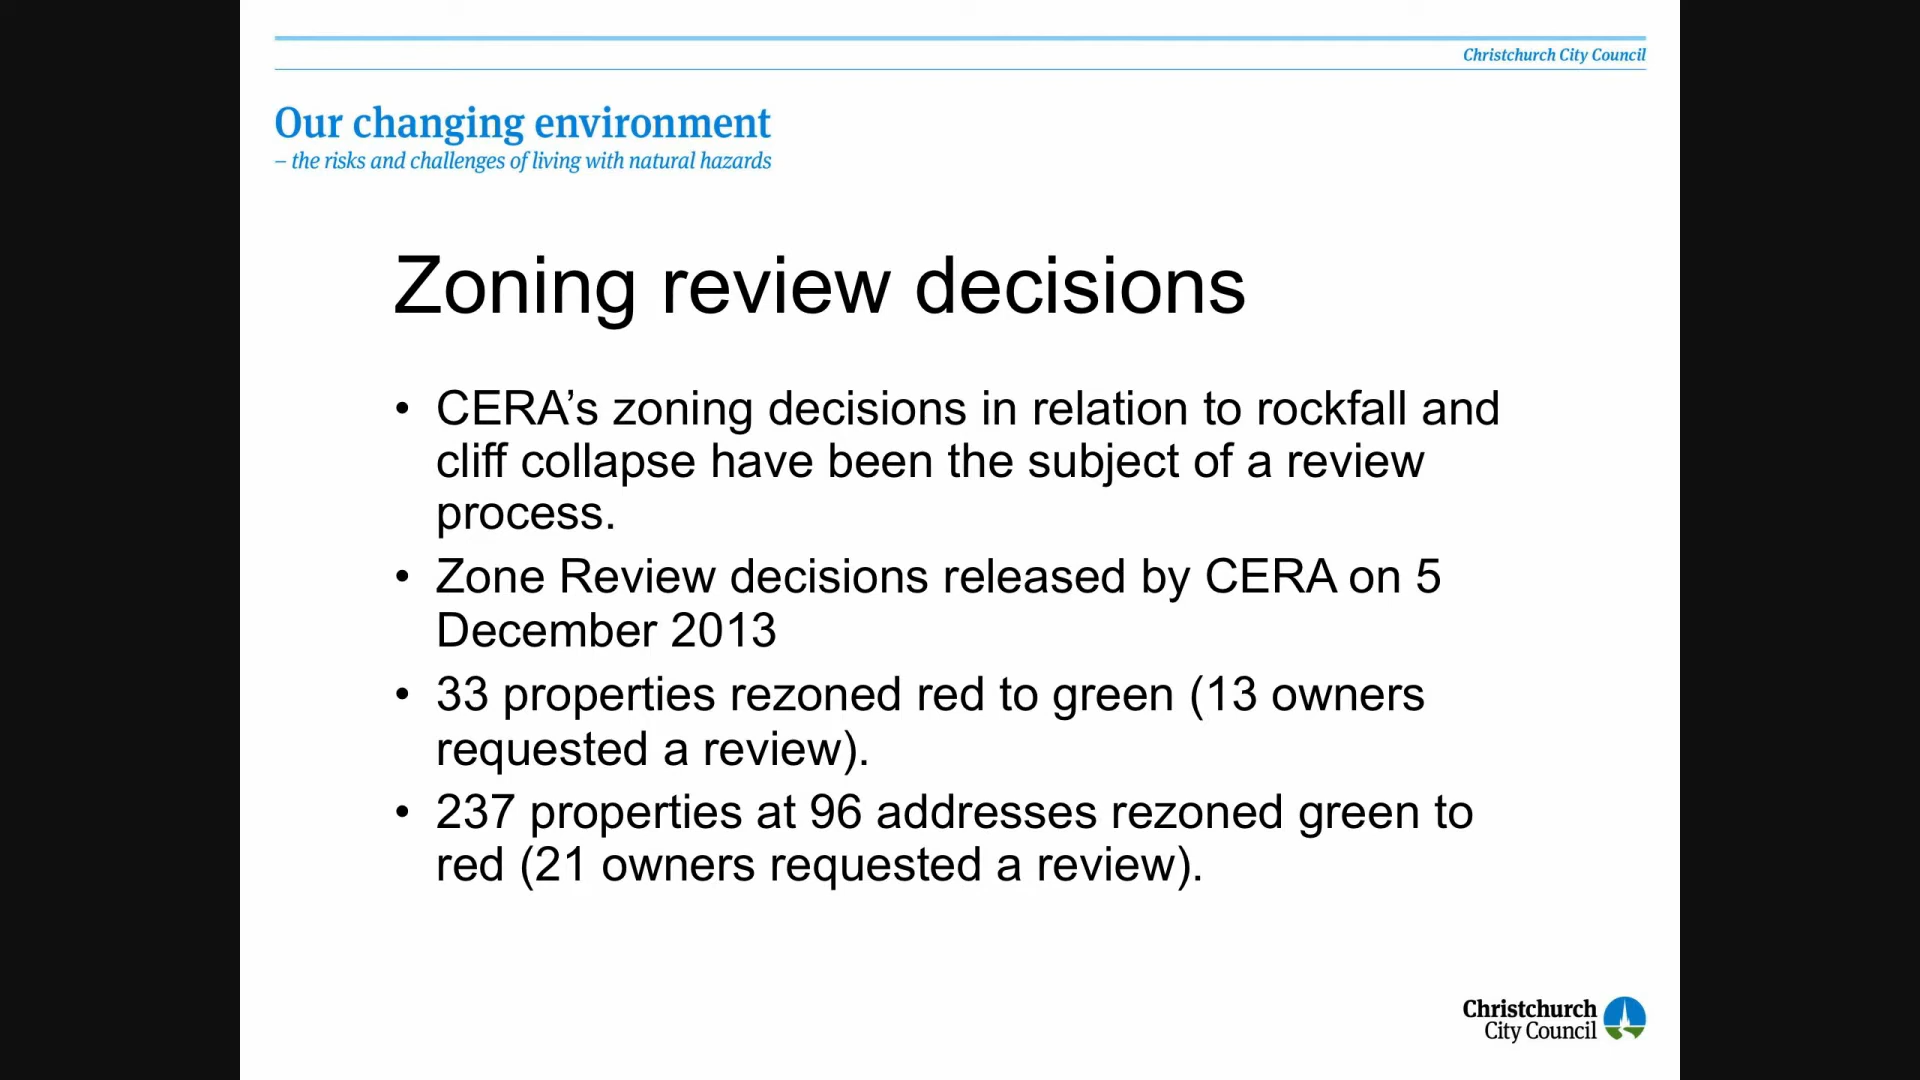 Christchurch City Council
Our changing environment
– the risks and challenges of living with natural hazards
Zoning review decisions
• CERA’s zoning decisions in relation to rockfall and
cliff collapse have been the subject of a review
process.
• Zone Review decisions released by CERA on 5
December 2013
• 33 properties rezoned red to green (13 owners
requested a review).
• 237 properties at 96 addresses rezoned green to
red (21 owners requested a review).
Christchurch
City Council